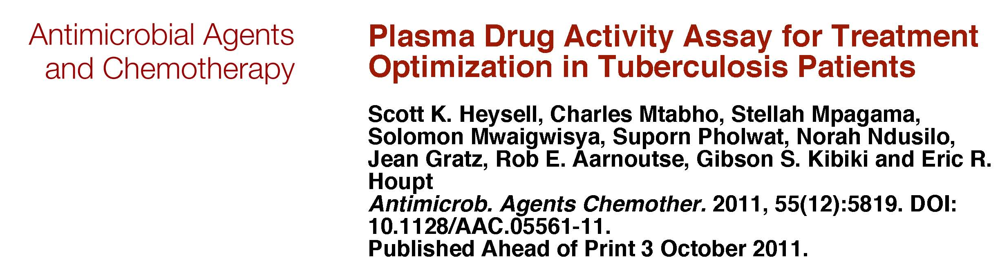 Antimicrobial Agents
and Chemotherapy
Plasma Drug Activity Assay for Treatment
Optimization in Tuberculosis Patients
Scott K. Heysell, Charles Mtabho, Stellah Mpagama,
Solomon Mwaigwisya, Suporn Pholwat, Norah Ndusilo,
Jean Gratz, Rob E. Aarnoutse, Gibson S. Kibiki and Eric R.
Houpt
Antimicrob. Agents Chemother. 2011, 55(12):5819. DOI:
10.1128/AAC.05561-11.
Published Ahead of Print 3 October 2011.